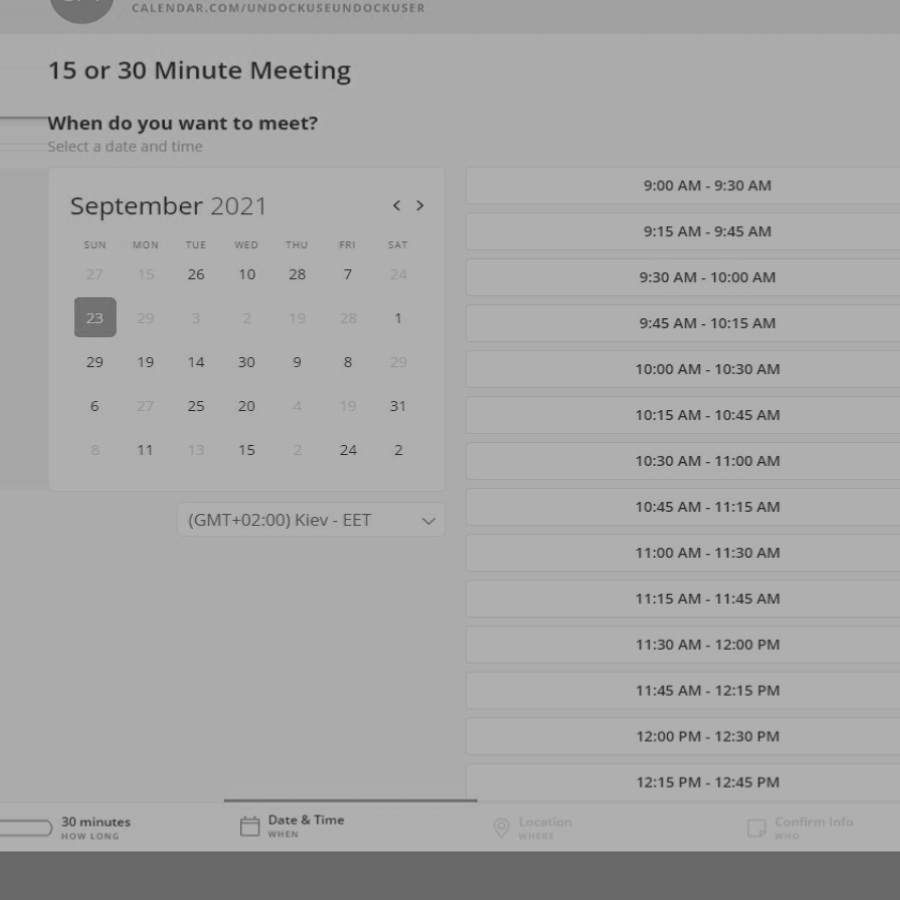 CALENDAR.COM/UNDOCKUSEUNDOCKUSER
15 or 30 Minute Meeting
When do you want to meet?
Select a date and time
September 2021
< >
SUN MON TUE WED THU FRI SAT
27 15 26 10 28 7 24
23 29 3 2 19 28 1
29 19 14 30 9 8 29
6 27 25 20 4 19 31
8 11 13 15 2 24 2
(GMT+02:00) Kiev - EET
9:00 AM - 9:30 AM
9:15 AM - 9:45 AM
9:30 AM - 10:00 AM
9:45 AM - 10:15 AM
10:00 AM - 10:30 AM
10:15 AM - 10:45 AM
10:30 AM - 11:00 AM
10:45 AM - 11:15 AM
11:00 AM - 11:30 AM
11:15 AM - 11:45 AM
11:30 AM - 12:00 PM
11:45 AM - 12:15 PM
12:00 PM - 12:30 PM
12:15 PM - 12:45 PM
30 minutes
HOW LONG
Date & Time
WHEN
Location
WHERE
Confirm Info
WHO